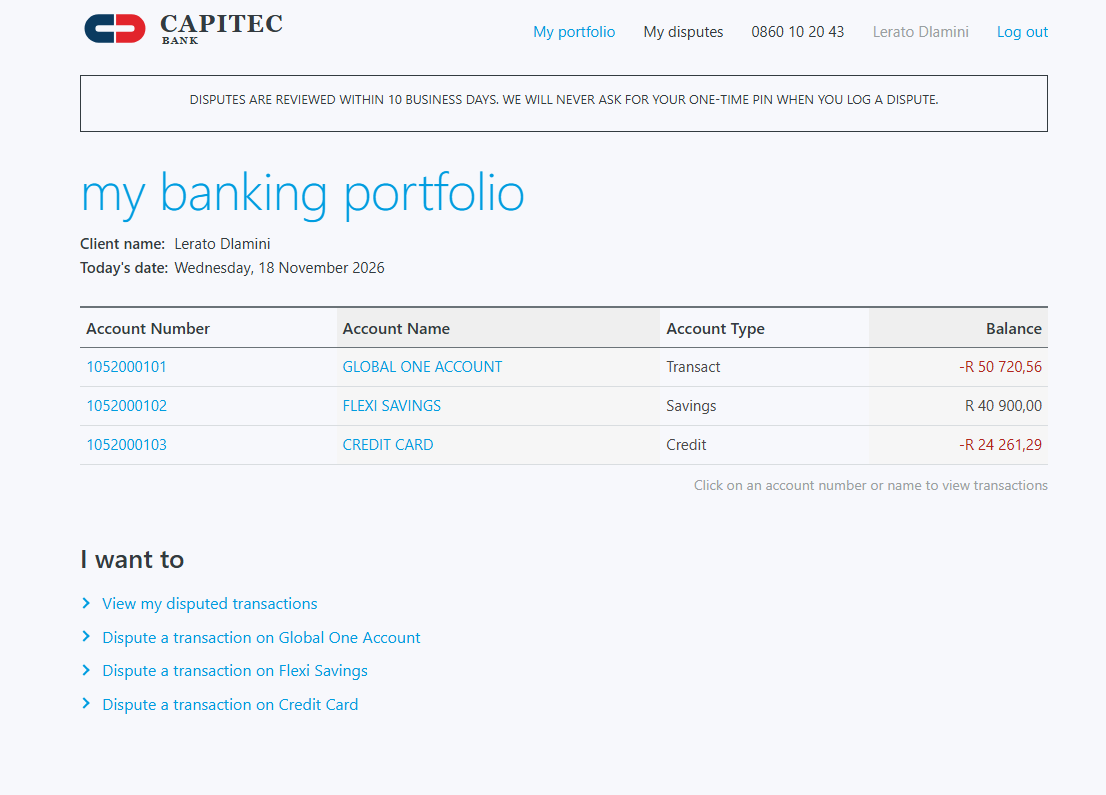 CAPITEC
BANK
My portfolio My disputes 0860 10 20 43 Lerato Dlamini Log out
DISPUTES ARE REVIEWED WITHIN 10 BUSINESS DAYS. WE WILL NEVER ASK FOR YOUR ONE-TIME PIN WHEN YOU LOG A DISPUTE.
my banking portfolio
Client name: Lerato Dlamini
Today's date: Wednesday, 18 November 2026
Account Number Account Name Account Type Balance
1052000101 GLOBAL ONE ACCOUNT Transact -R 50 720,56
1052000102 FLEXI SAVINGS Savings R 40 900,00
1052000103 CREDIT CARD Credit -R 24 261,29
Click on an account number or name to view transactions
I want to
View my disputed transactions
Dispute a transaction on Global One Account
Dispute a transaction on Flexi Savings
Dispute a transaction on Credit Card